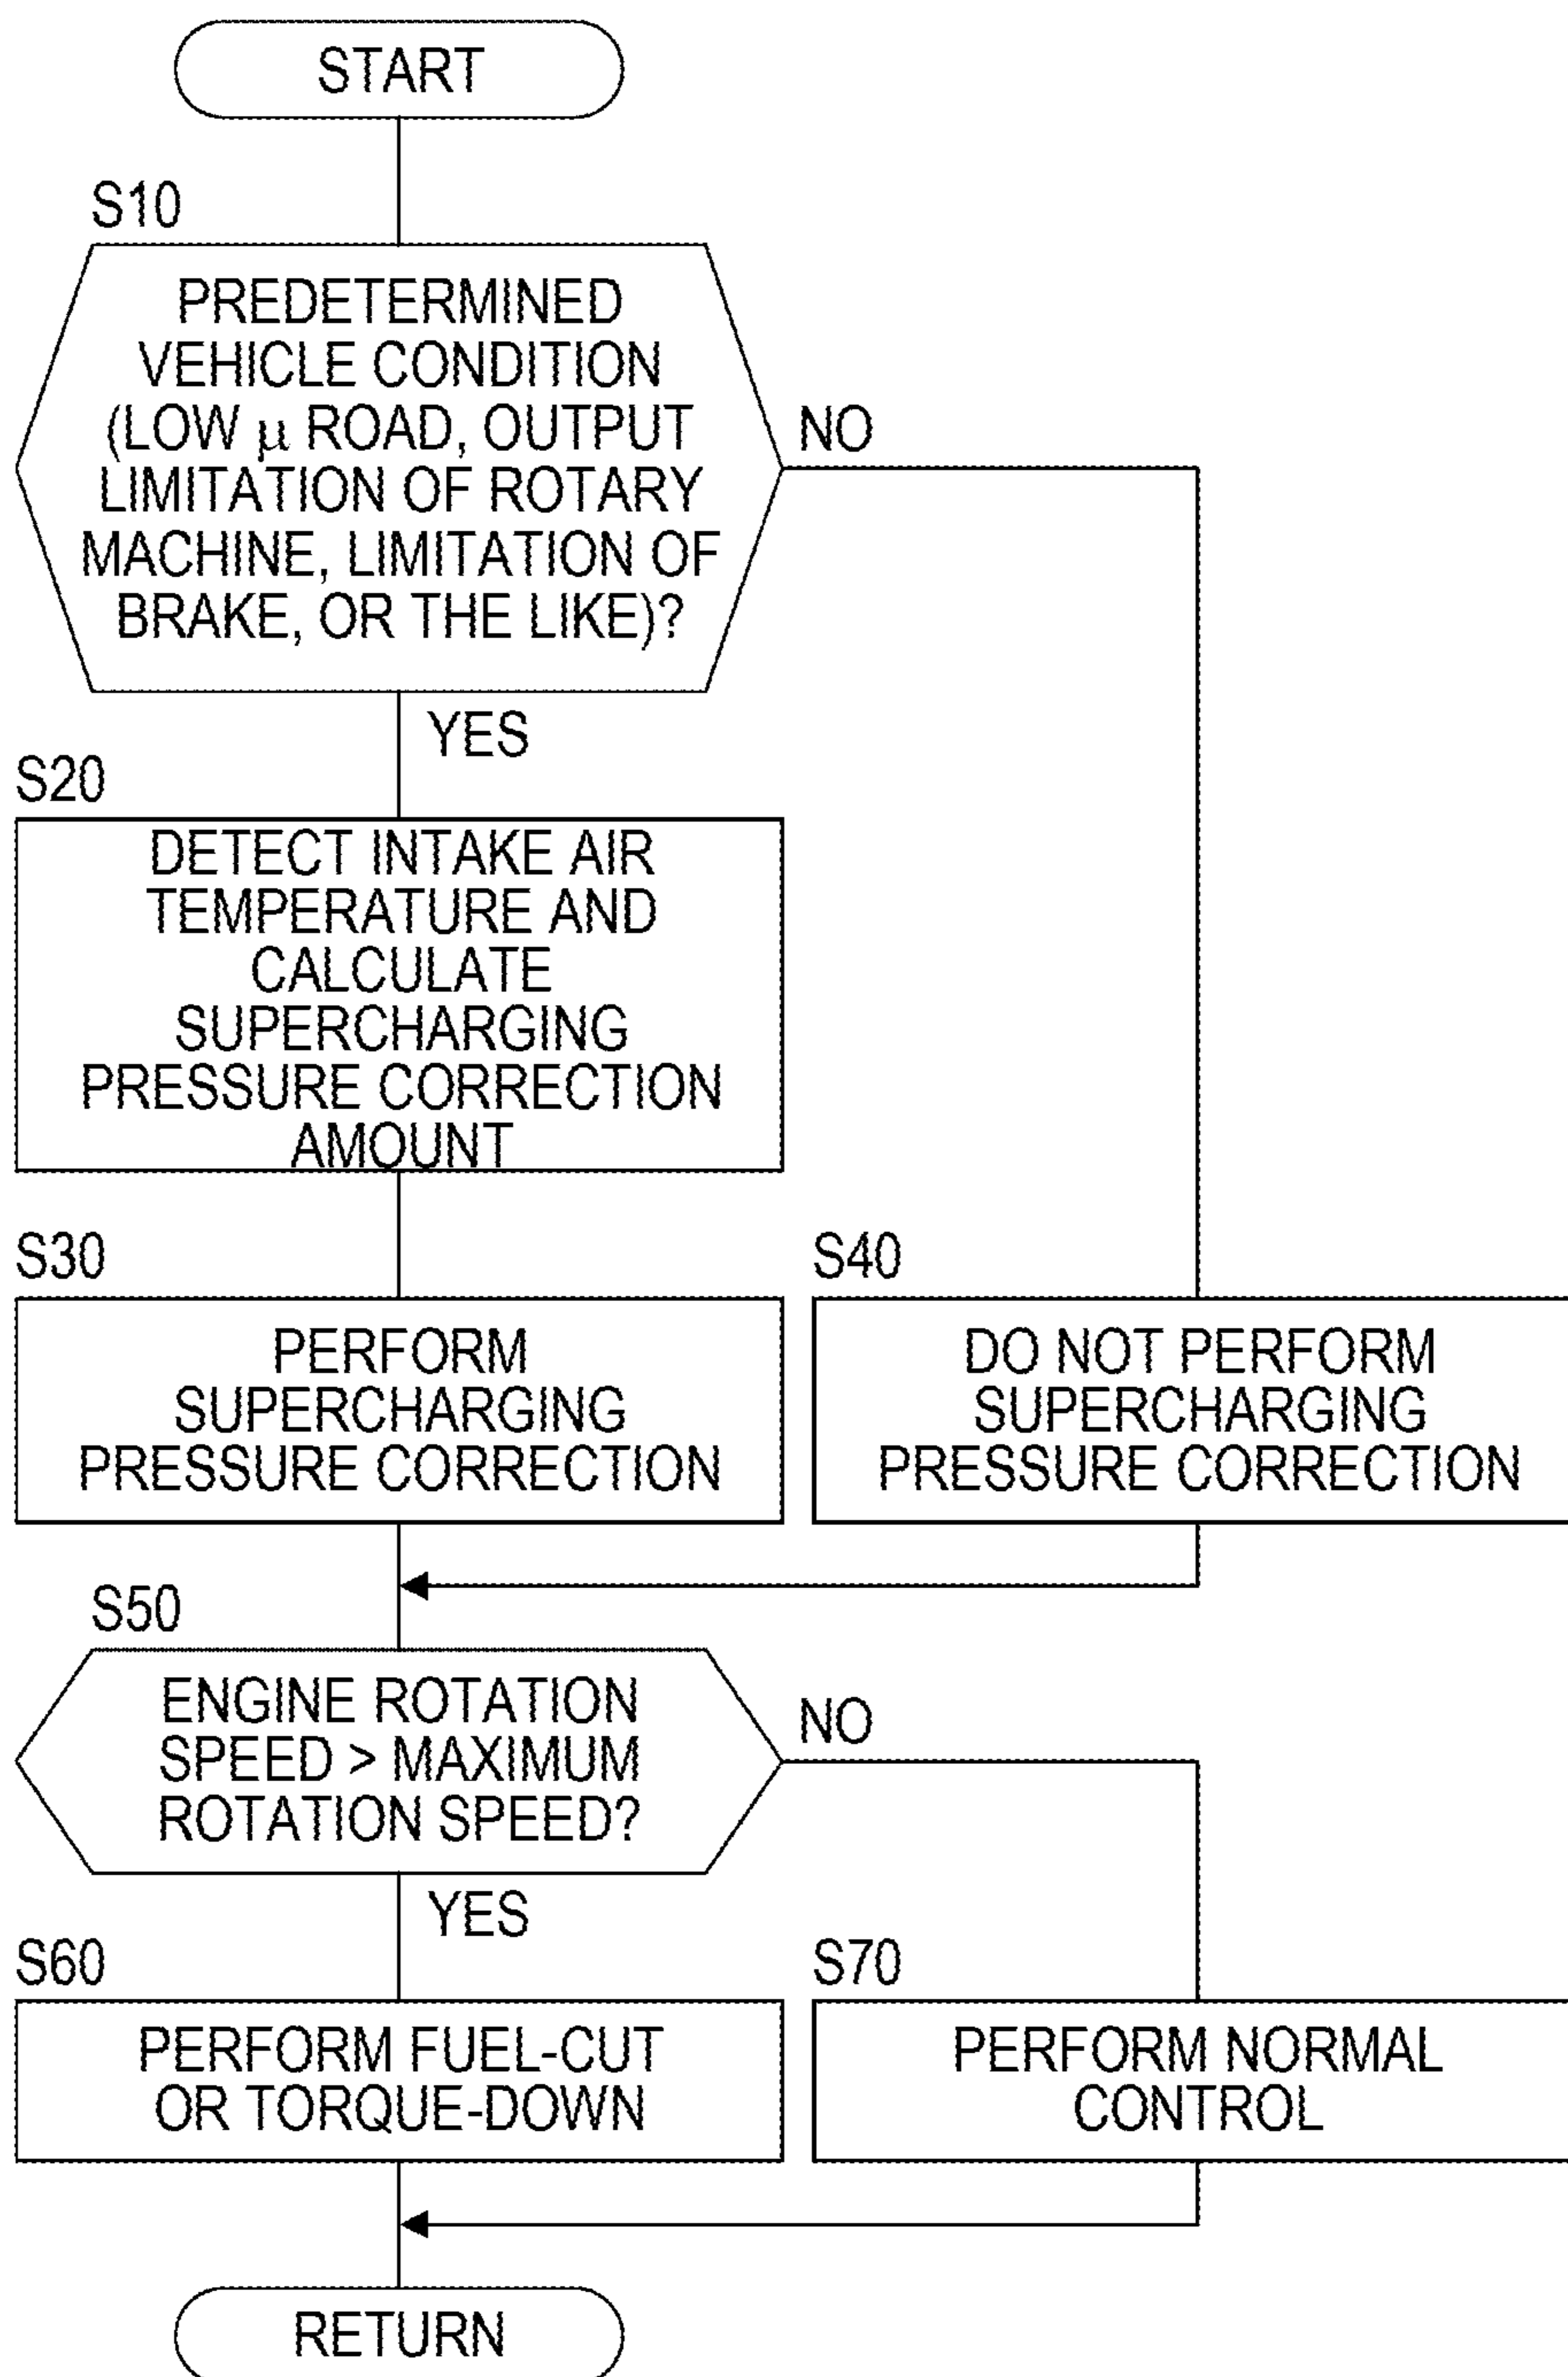 START
S10
PREDETERMINED
VEHICLE CONDITION
(LOW μ ROAD, OUTPUT
LIMITATION OF ROTARY
MACHINE, LIMITATION OF
BRAKE, OR THE LIKE)?
NO
YES
S20
DETECT INTAKE AIR
TEMPERATURE AND
CALCULATE
SUPERCHARGING
PRESSURE CORRECTION
AMOUNT
S30
PERFORM
SUPERCHARGING
PRESSURE CORRECTION
S40
DO NOT PERFORM
SUPERCHARGING
PRESSURE CORRECTION
S50
ENGINE ROTATION
SPEED > MAXIMUM
ROTATION SPEED?
NO
YES
S60
PERFORM FUEL-CUT
OR TORQUE-DOWN
S70
PERFORM NORMAL
CONTROL
RETURN